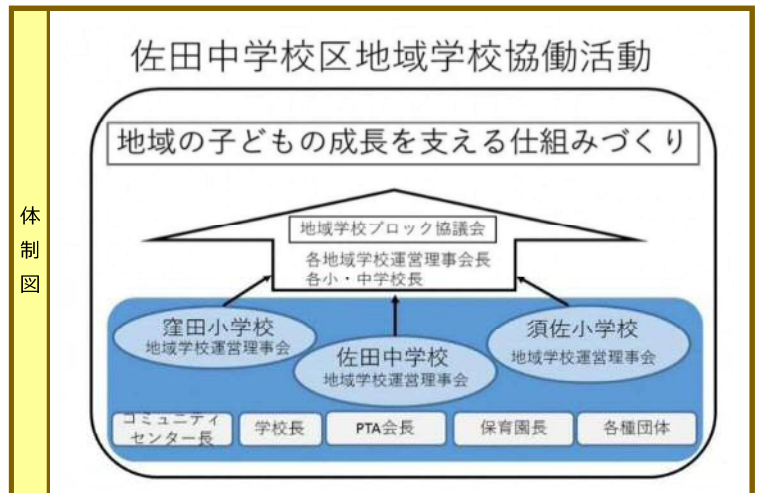 体制図
佐田中学校区地域学校協働活動
地域の子どもの成長を支える仕組みづくり
地域学校ブロック協議会
各地域学校運営理事会長
各小・中学校長
窪田小学校
地域学校運営理事会
佐田中学校
地域学校運営理事会
須佐小学校
地域学校運営理事会
コミュニティ
センター長
学校長
PTA会長
保育園長
各種団体